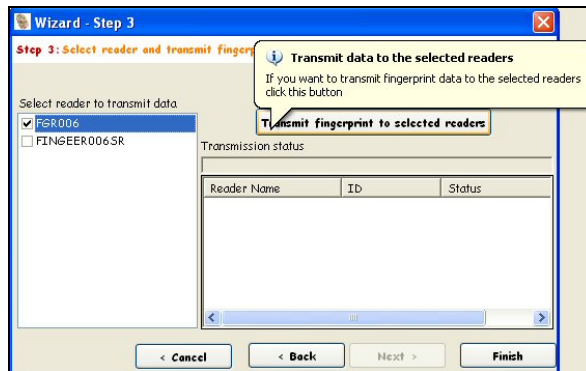 Wizard - Step 3
Step 3: Select reader and transmit fingerp
Transmit data to the selected readers
If you want to transmit fingerprint data to the selected readers
click this button
Select reader to transmit data
Transmit fingerprint to selected readers
FGR006
FINGEER006SR
Transmission status
Reader Name ID Status
< Cancel < Back Next > Finish